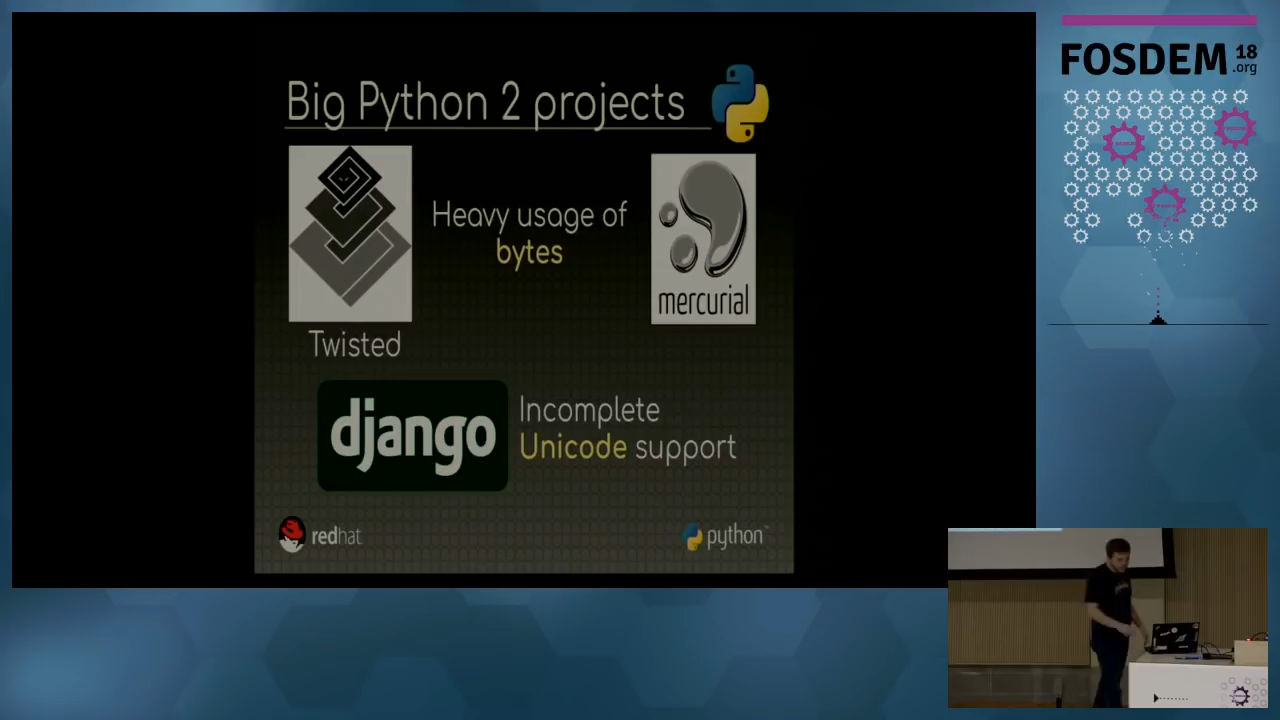 Big Python 2 projects
Heavy usage of
bytes
mercurial
Twisted
django
Incomplete
Unicode support
redhat
python
FOSDEM 18
.org